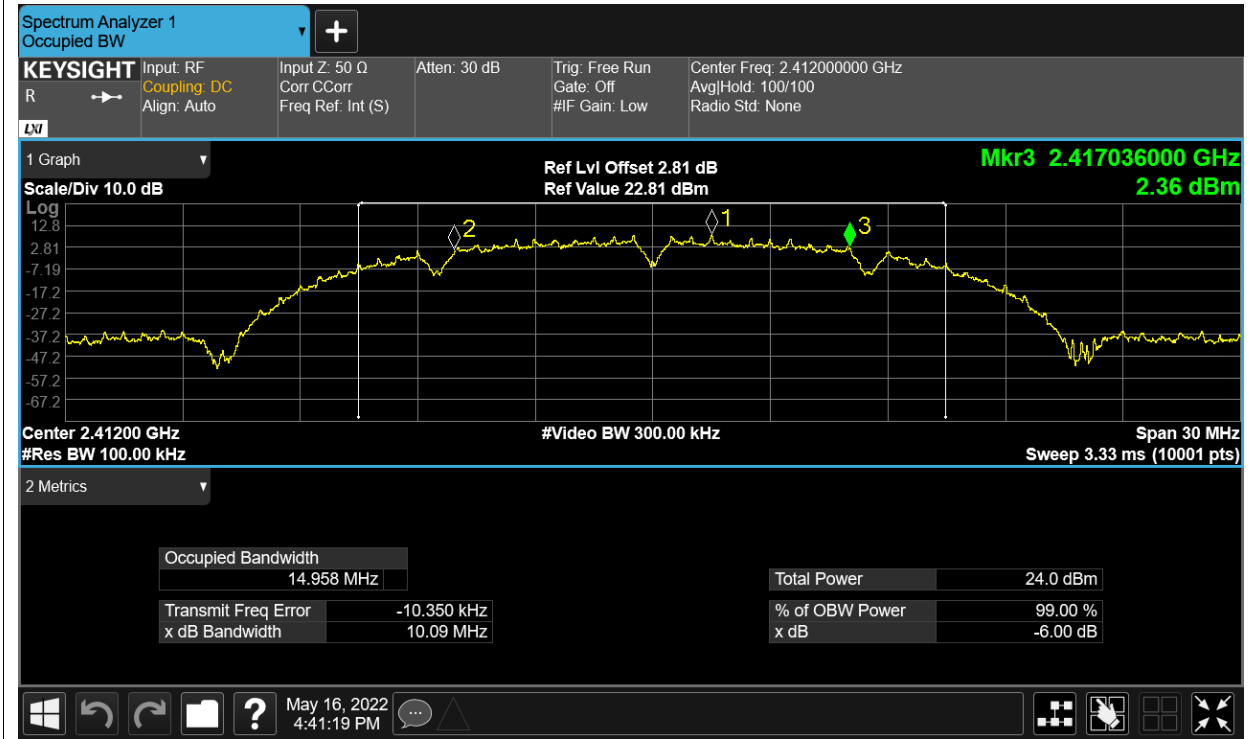 Spectrum Analyzer 1
Occupied BW
KEYSIGHT Input: RF Input Z: 50 Ω Atten: 30 dB Trig: Free Run Center Freq: 2.412000000 GHz
R Coupling: DC Corr CCorr Gate: Off Avg|Hold: 100/100
Align: Auto Freq Ref: Int (S) #IF Gain: Low Radio Std: None
LXI
1 Graph Ref Lvl Offset 2.81 dB Mkr3 2.417036000 GHz
Scale/Div 10.0 dB Ref Value 22.81 dBm 2.36 dBm
Log
12.8
2.81
-7.19
-17.2
-27.2
-37.2
-47.2
-57.2
-67.2
2
1
3
Center 2.41200 GHz #Video BW 300.00 kHz Span 30 MHz
#Res BW 100.00 kHz Sweep 3.33 ms (10001 pts)
2 Metrics
Occupied Bandwidth
14.958 MHz Total Power 24.0 dBm
Transmit Freq Error -10.350 kHz % of OBW Power 99.00 %
x dB Bandwidth 10.09 MHz x dB -6.00 dB
? May 16, 2022
4:41:19 PM